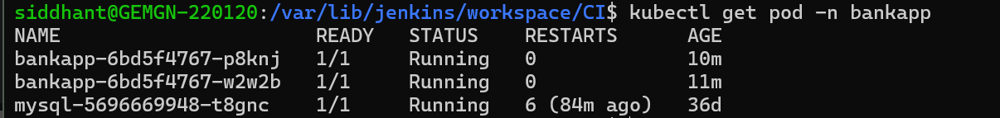 siddhant@GEMGN-220120:/var/lib/jenkins/workspace/CI$ kubectl get pod -n bankapp
NAME READY STATUS RESTARTS AGE
bankapp-6bd5f4767-p8knj 1/1 Running 0 10m
bankapp-6bd5f4767-w2w2b 1/1 Running 0 11m
mysql-5696669948-t8gnc 1/1 Running 6 (84m ago) 36d